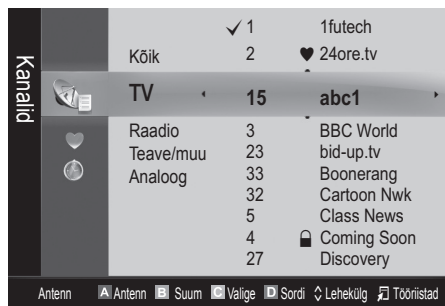 Kanalid
✓ 1 1futech
Kõik 2 ♥ 24ore.tv
TV 15 abc1
Raadio 3 BBC World
Teave/muu 23 bid-up.tv
Analoog 33 Boonerang
32 Cartoon Nwk
5 Class News
4 Coming Soon
27 Discovery
Antenn A Antenn B Suum C Valige D Sordi Lehekülg Tööriistad